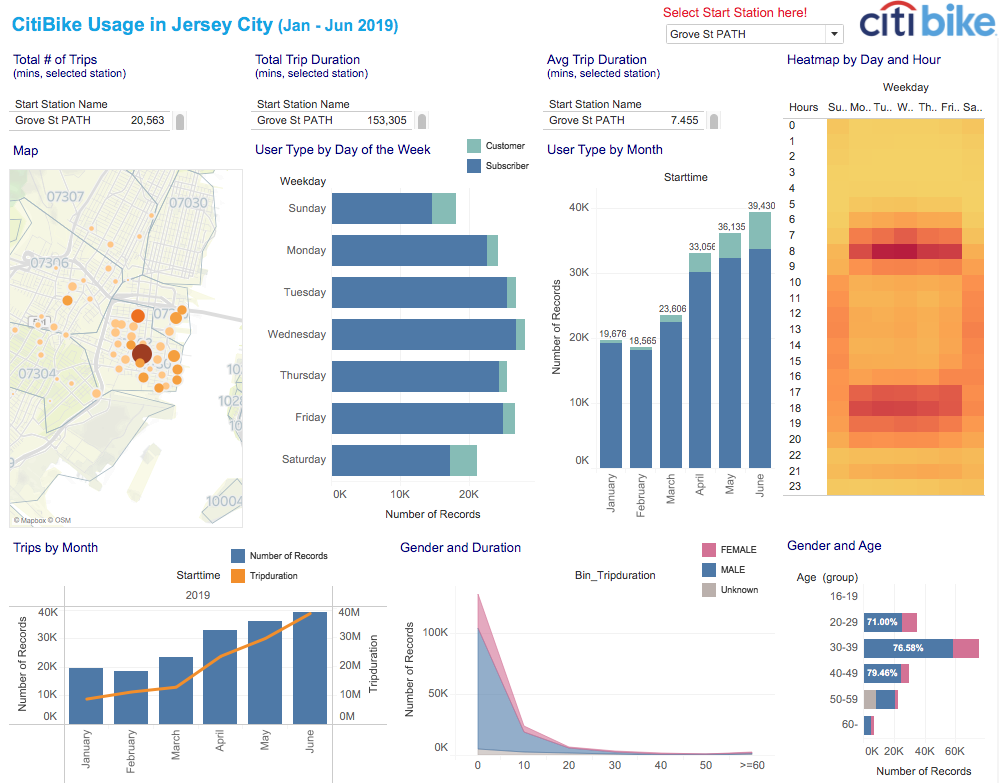 CitiBike Usage in Jersey City (Jan - Jun 2019)
Select Start Station here!
Grove St PATH
citi bike
Total # of Trips
(mins, selected station)
Start Station Name
Grove St PATH 20,563
Total Trip Duration
(mins, selected station)
Start Station Name
Grove St PATH 153,305
Avg Trip Duration
(mins, selected station)
Start Station Name
Grove St PATH 7.455
Heatmap by Day and Hour
Weekday
Hours Su.. Mo.. Tu.. W.. Th.. Fri.. Sa..
0
1
2
3
4
5
6
7
8
9
10
11
12
13
14
15
16
17
18
19
20
22
21
23
Map
07307
07030
07306
07304
10004
© Mapbox © OSM
User Type by Day of the Week
Customer
Subscriber
Weekday
Sunday
Monday
Tuesday
Wednesday
Thursday
Friday
Saturday
0K 10K 20K
Number of Records
User Type by Month
Starttime
Number of Records
40K
30K
20K
10K
0K
19,676
18,565
23,606
33,056
36,135
39,430
January
February
March
April
May
June
Trips by Month
Number of Records
Tripduration
Starttime
2019
Number of Records
40K
30K
20K
10K
0K
40M
30M
20M
10M
0M
Tripduration
January
February
March
April
May
June
Gender and Duration
FEMALE
MALE
Unknown
Bin_Tripduration
Number of Records
100K
50K
0K
0 10 20 30 40 50 >=60
Gender and Age
Age (group)
16-19
20-29 71.00%
30-39 76.58%
40-49 79.46%
50-59
60-
0K 20K 40K 60K
Number of Records